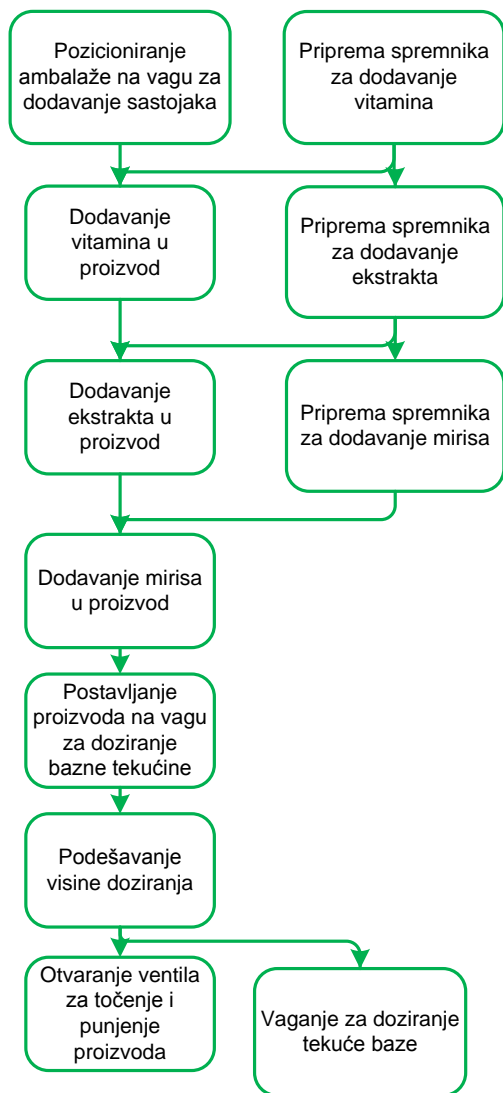 Pozicioniranje
ambalaže na vagu za
dodavanje sastojaka
Priprema spremnika
za dodavanje
vitamina
Dodavanje
vitamina u
proizvod
Priprema spremnika
za dodavanje
ekstrakta
Dodavanje
ekstrakta u
proizvod
Priprema spremnika
za dodavanje mirisa
Dodavanje mirisa
u proizvod
Postavljanje
proizvoda na vagu
za doziranje
bazne tekućine
Podešavanje
visine doziranja
Otvaranje ventila
za točenje i
punjenje
proizvoda
Vaganje za doziranje
tekuće baze